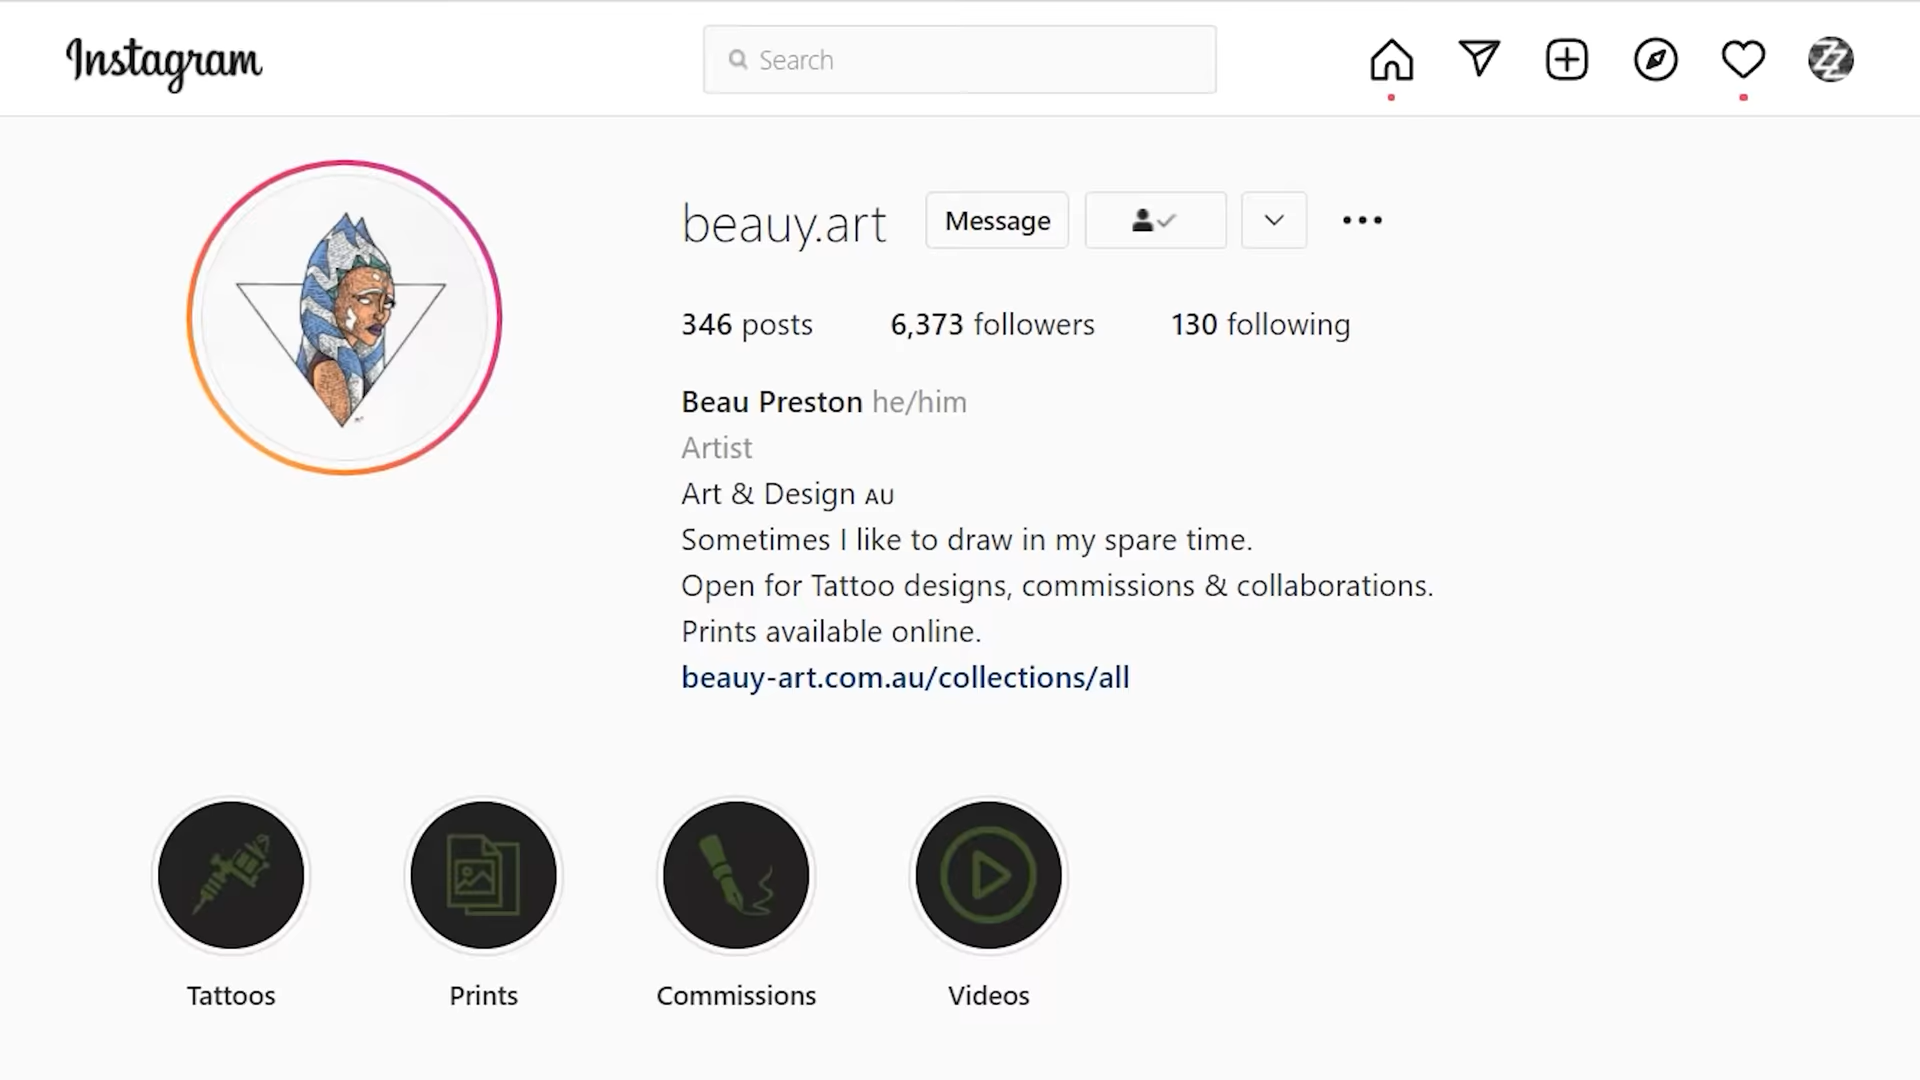 Instagram
Search
beauy.art
Message
346 posts 6,373 followers 130 following
Beau Preston he/him
Artist
Art & Design AU
Sometimes I like to draw in my spare time.
Open for Tattoo designs, commissions & collaborations.
Prints available online.
beauy-art.com.au/collections/all
Tattoos Prints Commissions Videos